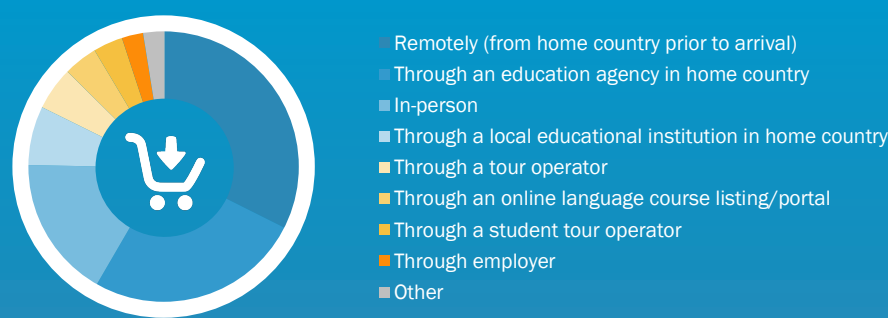 Remotely (from home country prior to arrival)
Through an education agency in home country
In-person
Through a local educational institution in home country
Through a tour operator
Through an online language course listing/portal
Through a student tour operator
Through employer
Other